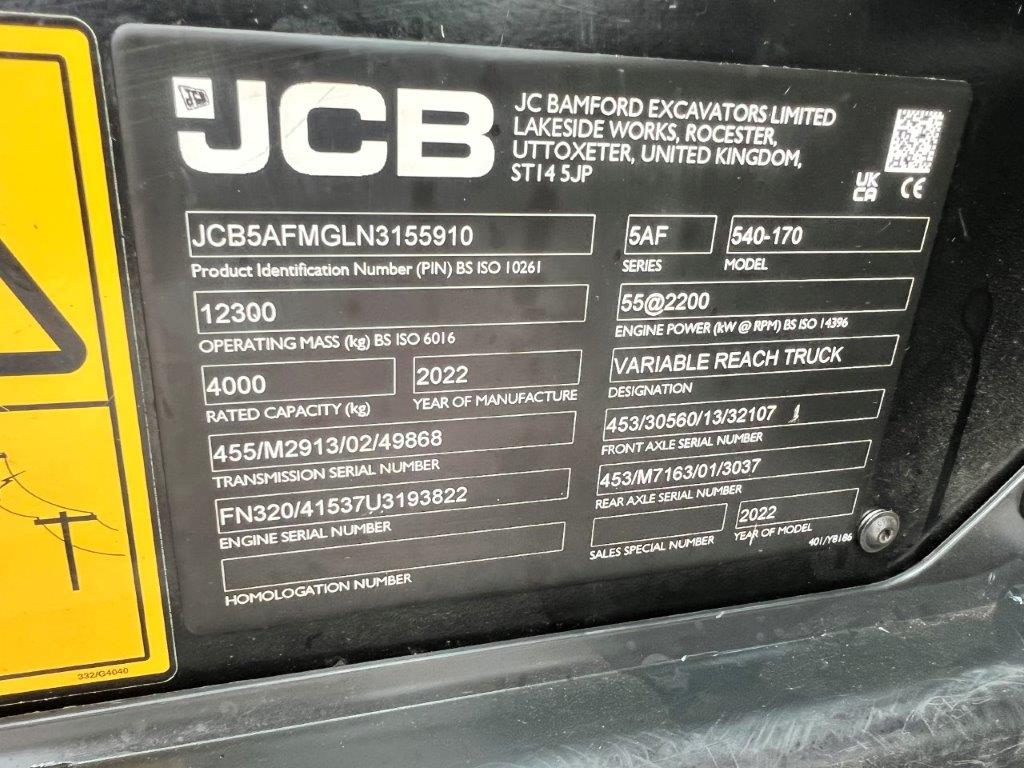 JCB
JC BAMFORD EXCAVATORS LIMITED
LAKESIDE WORKS, ROCESTER,
UTTOXETER, UNITED KINGDOM,
ST14 5JP
UK
CA CE
JCB5AFMGLN3155910
Product Identification Number (PIN) BS ISO 10261
5AF
SERIES
540-170
MODEL
12300
OPERATING MASS (kg) BS ISO 6016
55@2200
ENGINE POWER (kW @ RPM) BS ISO 14396
4000
RATED CAPACITY (kg)
2022
YEAR OF MANUFACTURE
VARIABLE REACH TRUCK
DESIGNATION
455/M2913/02/49868
TRANSMISSION SERIAL NUMBER
453/30560/13/32107
FRONT AXLE SERIAL NUMBER
FN320/41537U3193822
ENGINE SERIAL NUMBER
453/M7163/01/3037
REAR AXLE SERIAL NUMBER
HOMOLOGATION NUMBER
SALES SPECIAL NUMBER
2022
YEAR OF MODEL
401/Y8186
332/G4040